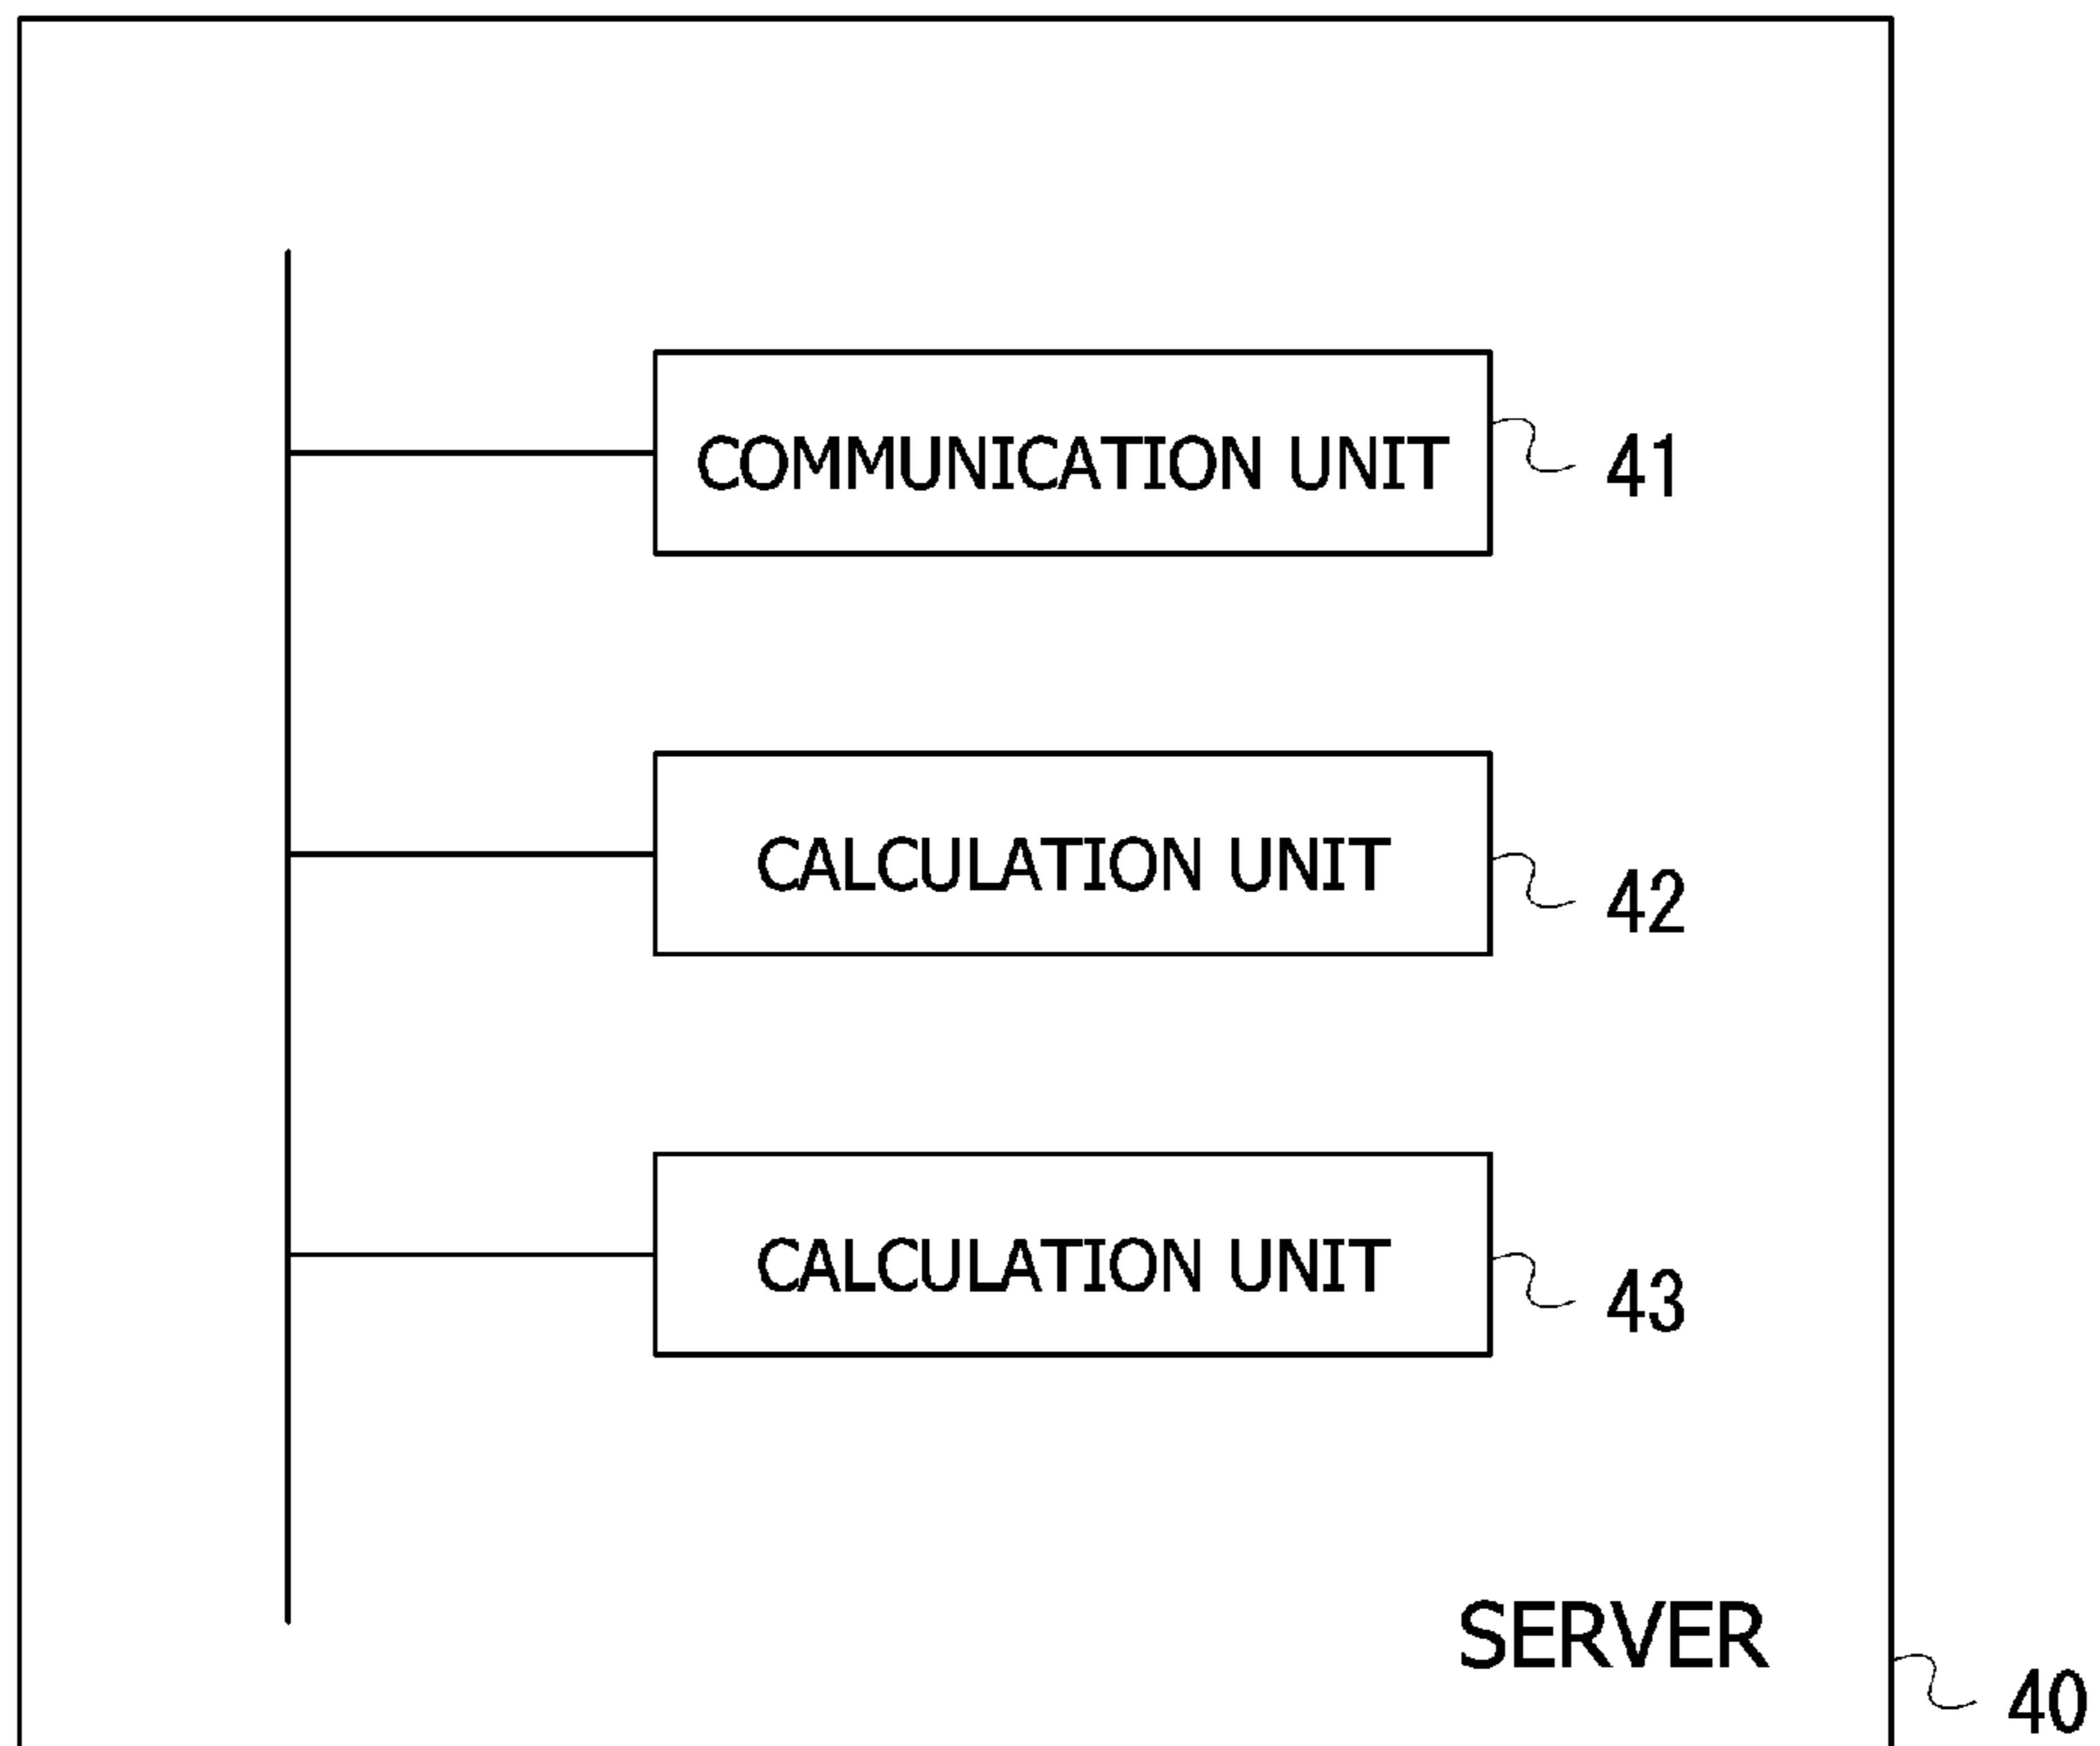 COMMUNICATION UNIT
41
CALCULATION UNIT
42
CALCULATION UNIT
43
SERVER
40